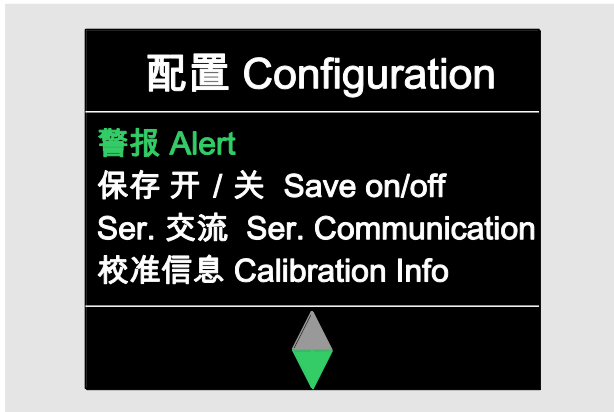 配置 Configuration
警报 Alert
保存 开 / 关 Save on/off
Ser. 交流 Ser. Communication
校准信息 Calibration Info